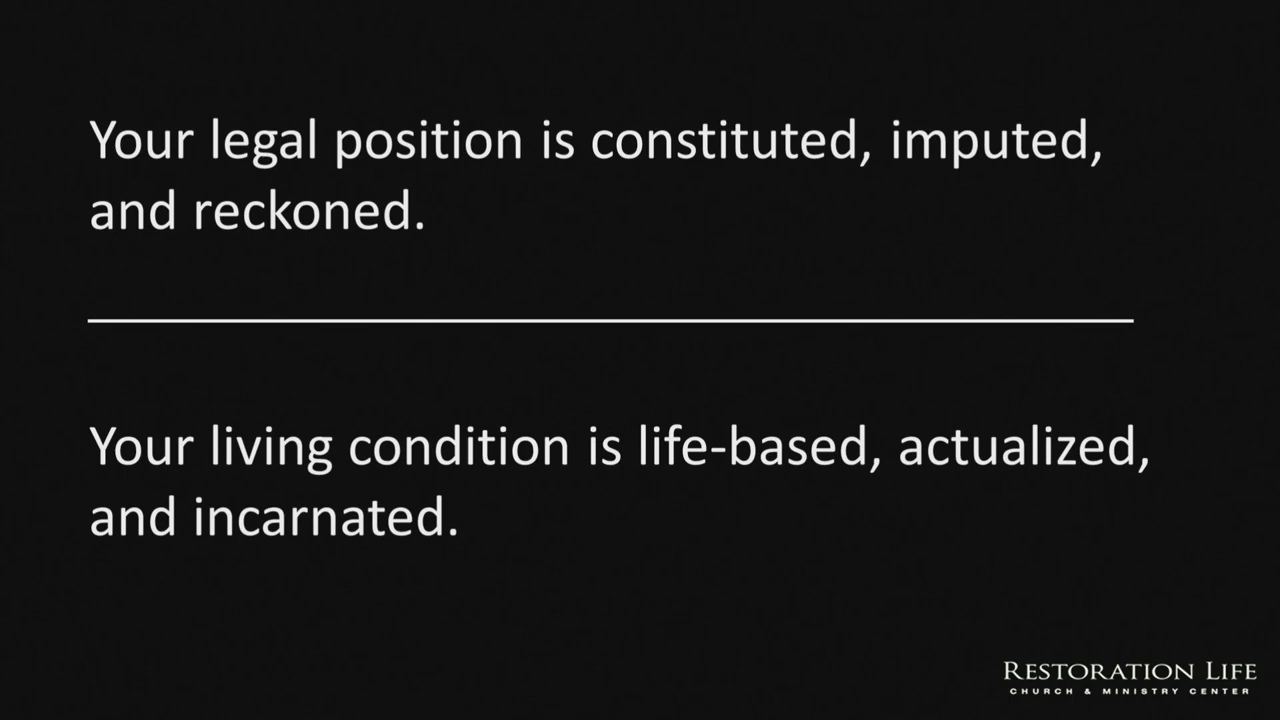 Your legal position is constituted, imputed,
and reckoned.
Your living condition is life-based, actualized,
and incarnated.
RESTORATION LIFE
CHURCH & MINISTRY CENTER